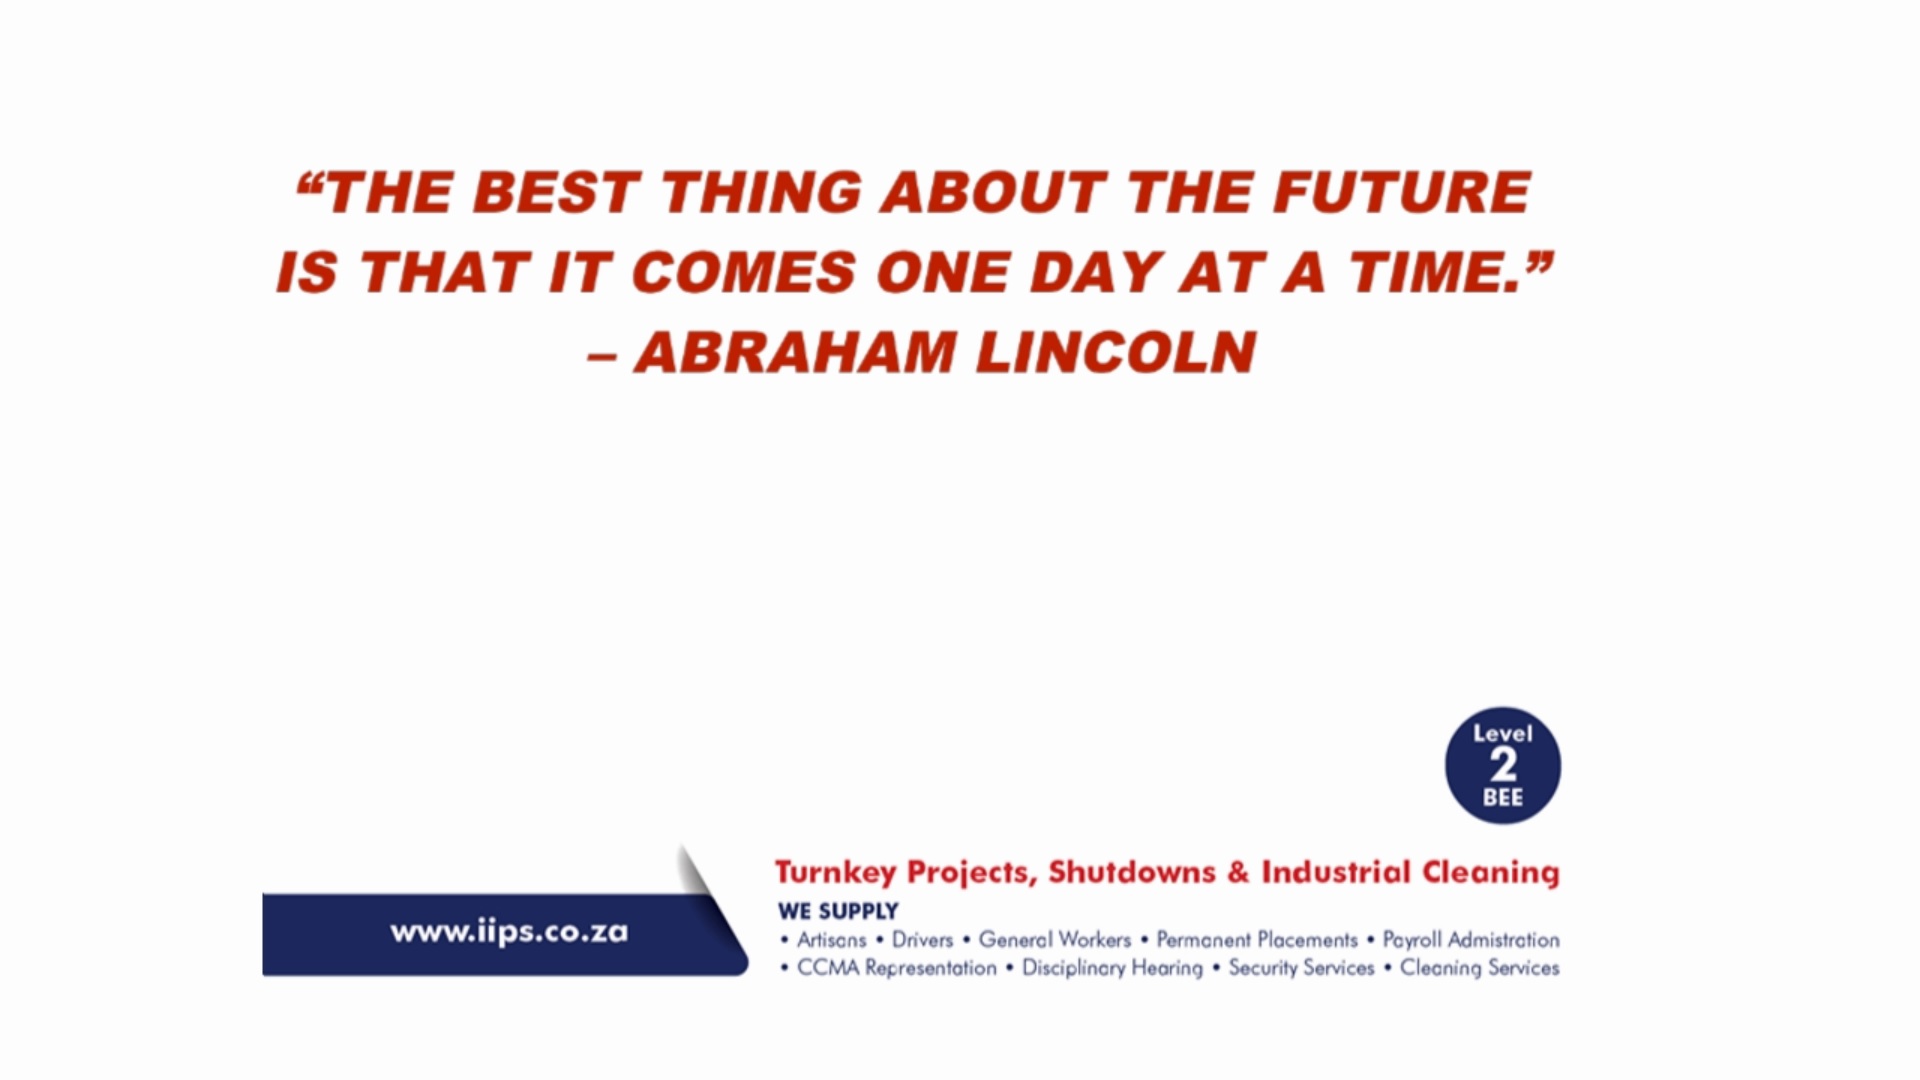 “THE BEST THING ABOUT THE FUTURE
IS THAT IT COMES ONE DAY AT A TIME.”
– ABRAHAM LINCOLN
Level
2
BEE
Turnkey Projects, Shutdowns & Industrial Cleaning
WE SUPPLY
• Artisans • Drivers • General Workers • Permanent Placements • Payroll Admistration
• CCMA Representation • Disciplinary Hearing • Security Services • Cleaning Services
www.iips.co.za